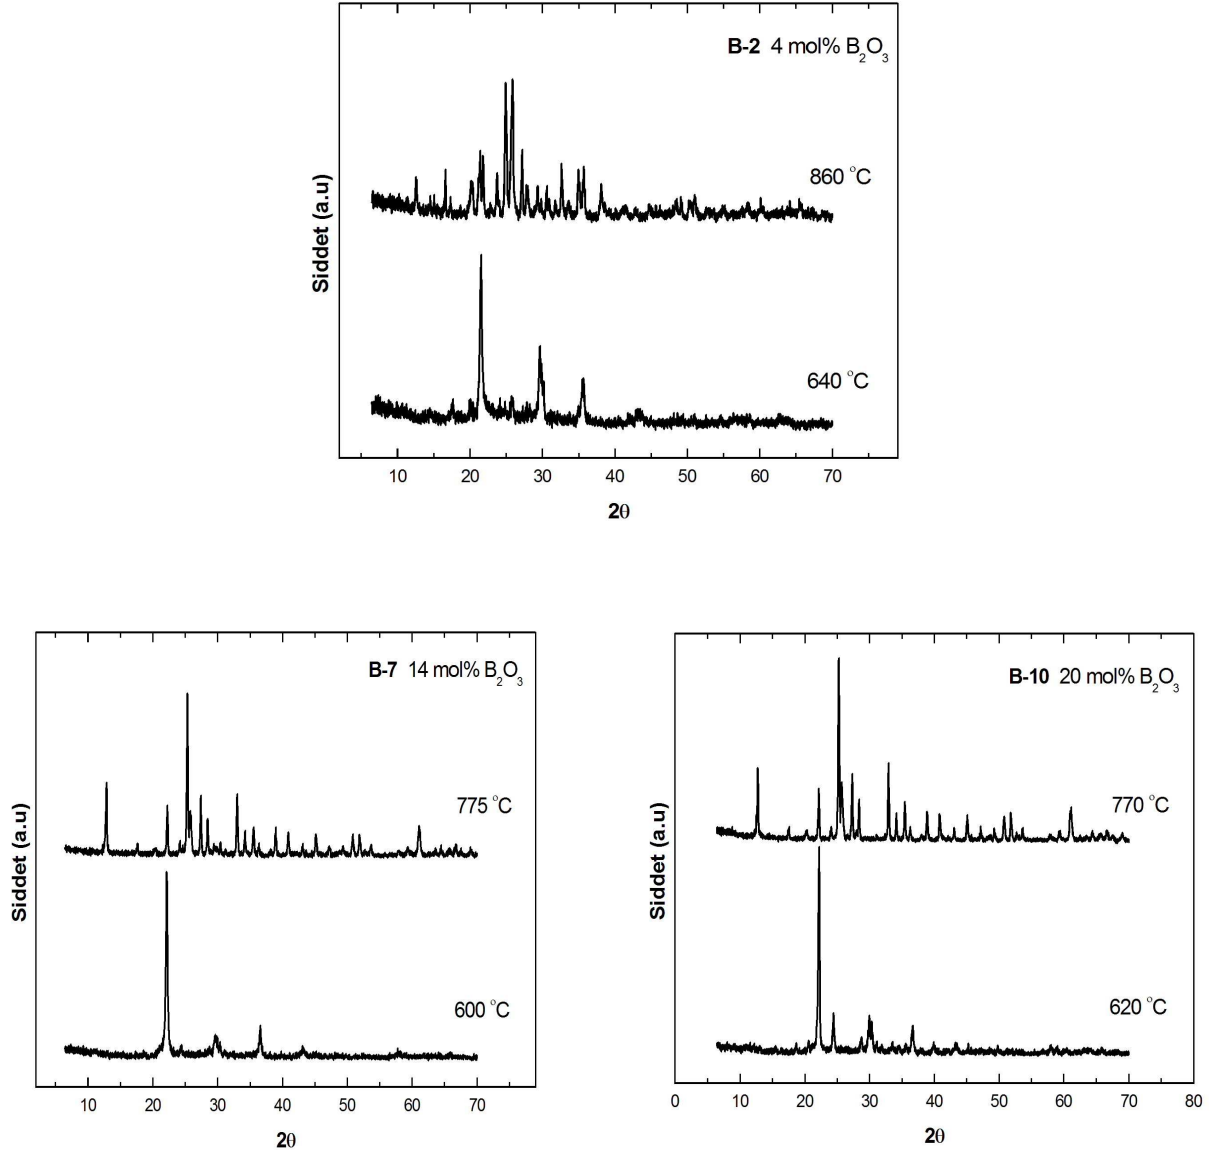 B-2 4 mol% B₂O₃
Siddet (a.u)
860 °C
640 °C
10 20 30 40 50 60 70
2θ
B-7 14 mol% B₂O₃
Siddet (a.u)
775 °C
600 °C
10 20 30 40 50 60 70
2θ
B-10 20 mol% B₂O₃
Siddet (a.u)
770 °C
620 °C
0 10 20 30 40 50 60 70 80
2θ